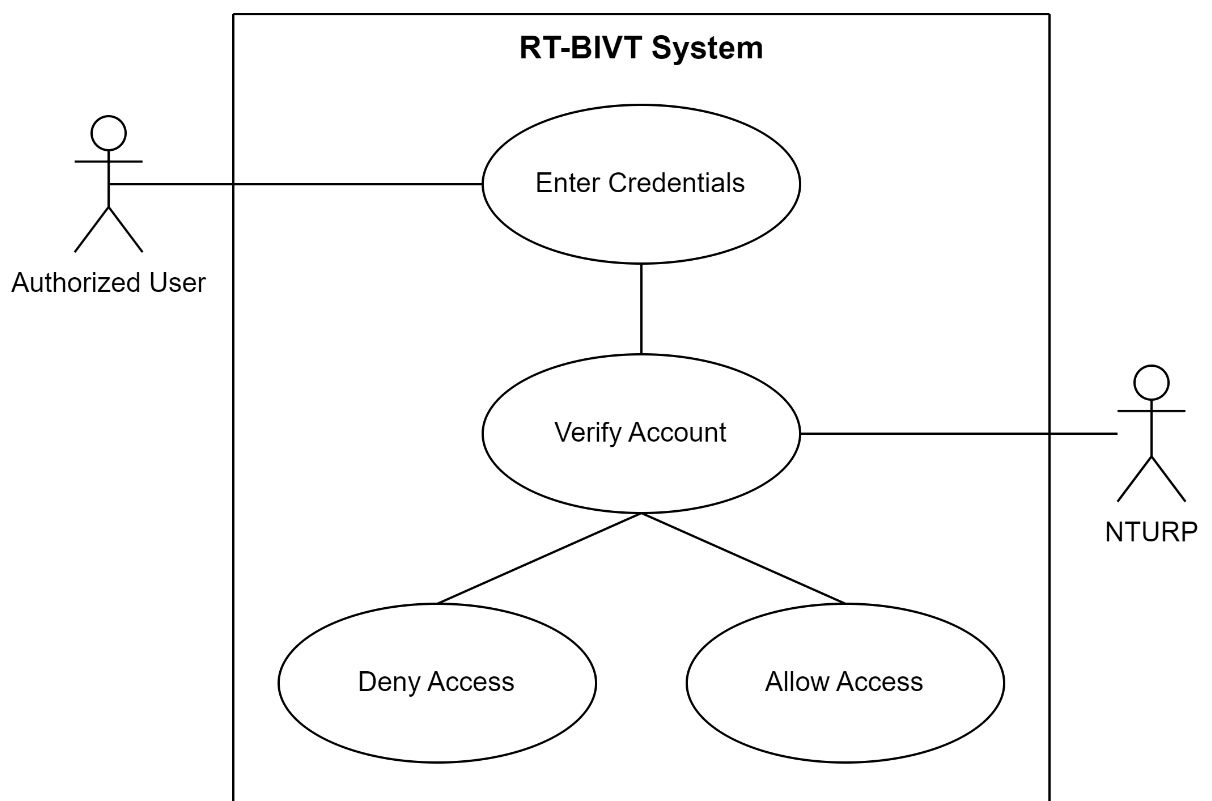 RT-BIVT System
Enter Credentials
Authorized User
Verify Account
NTURP
Deny Access
Allow Access